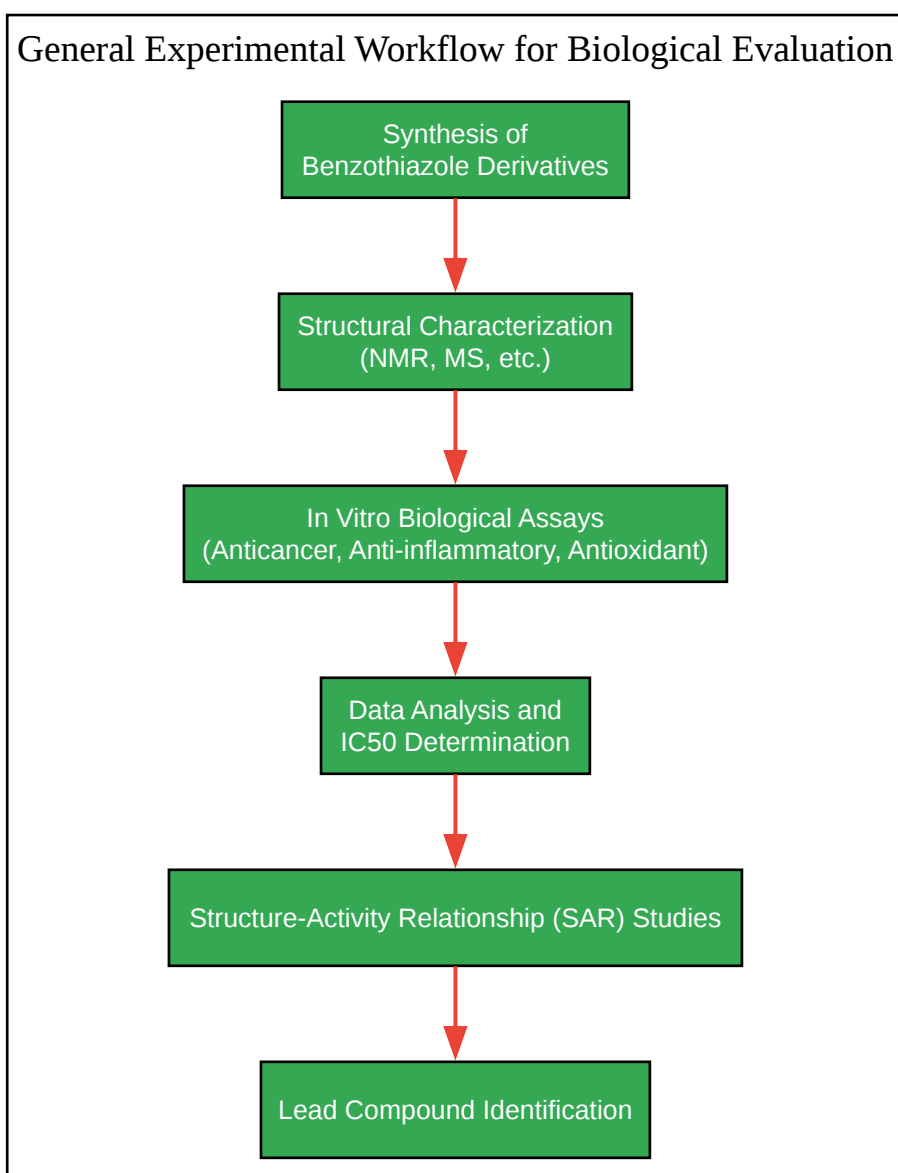 General Experimental Workflow for Biological Evaluation
Synthesis of
Benzothiazole Derivatives
Structural Characterization
(NMR, MS, etc.)
In Vitro Biological Assays
(Anticancer, Anti-inflammatory, Antioxidant)
Data Analysis and
IC50 Determination
Structure-Activity Relationship (SAR) Studies
Lead Compound Identification